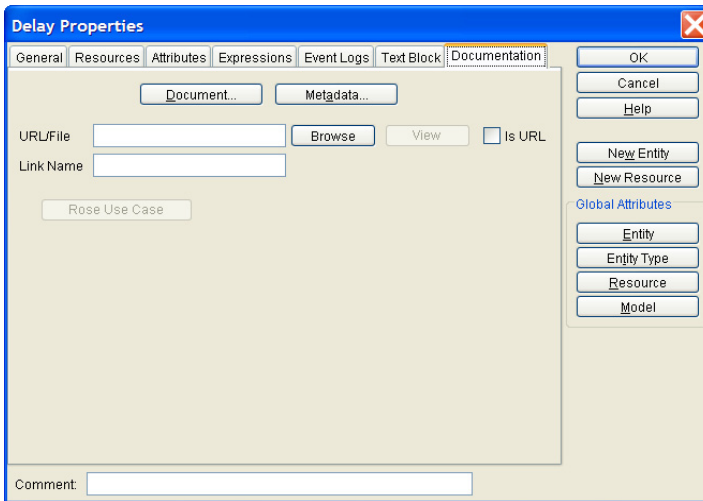 Delay Properties
General Resources Attributes Expressions Event Logs Text Block Documentation
OK
Cancel
Help
New Entity
New Resource
Global Attributes
Entity
Entity Type
Resource
Model
Document... Metadata...
URL/File Browse View Is URL
Link Name
Rose Use Case
Comment: